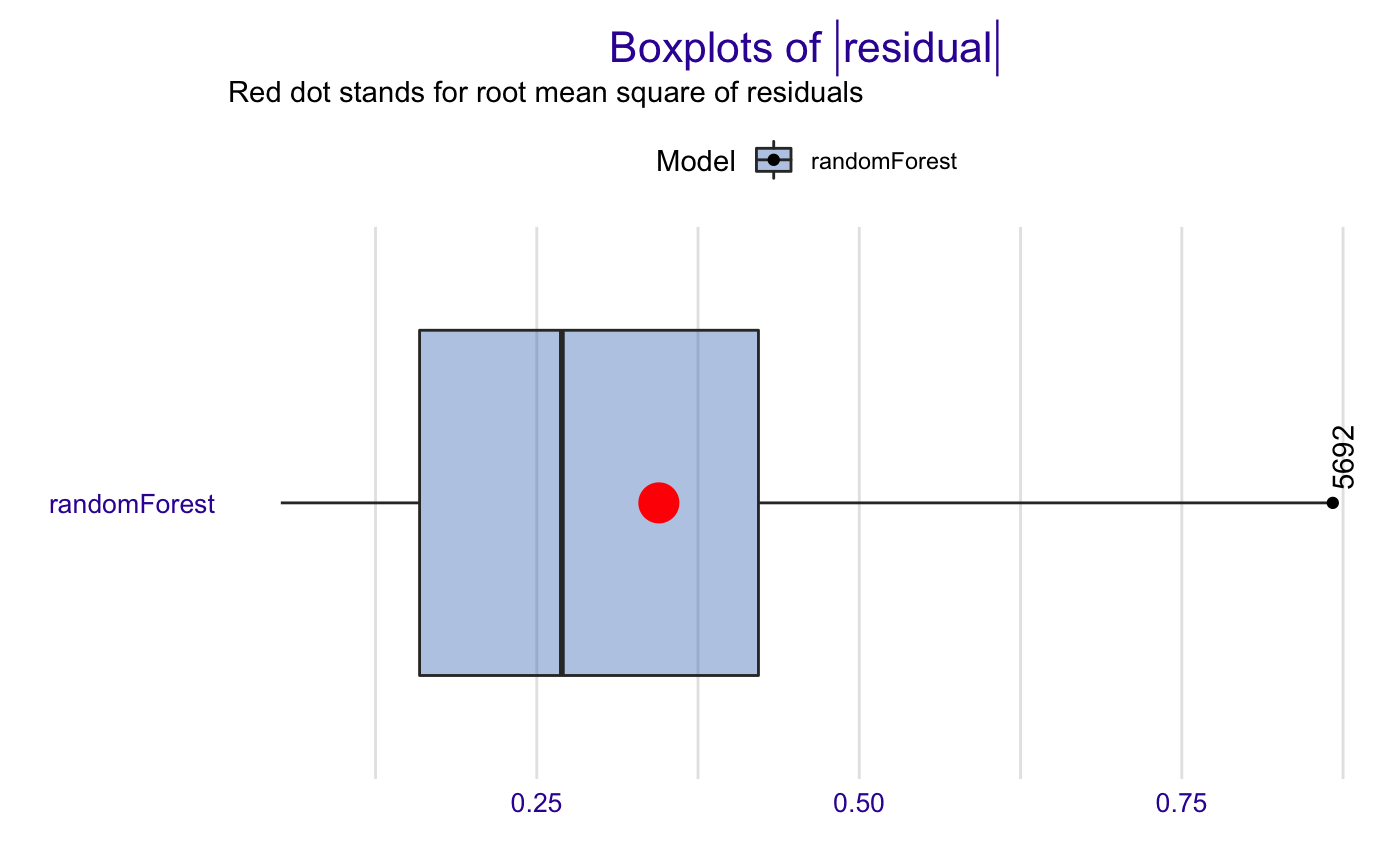 Boxplots of |residual|
Red dot stands for root mean square of residuals
Model randomForest
5692
randomForest
0.25 0.50 0.75